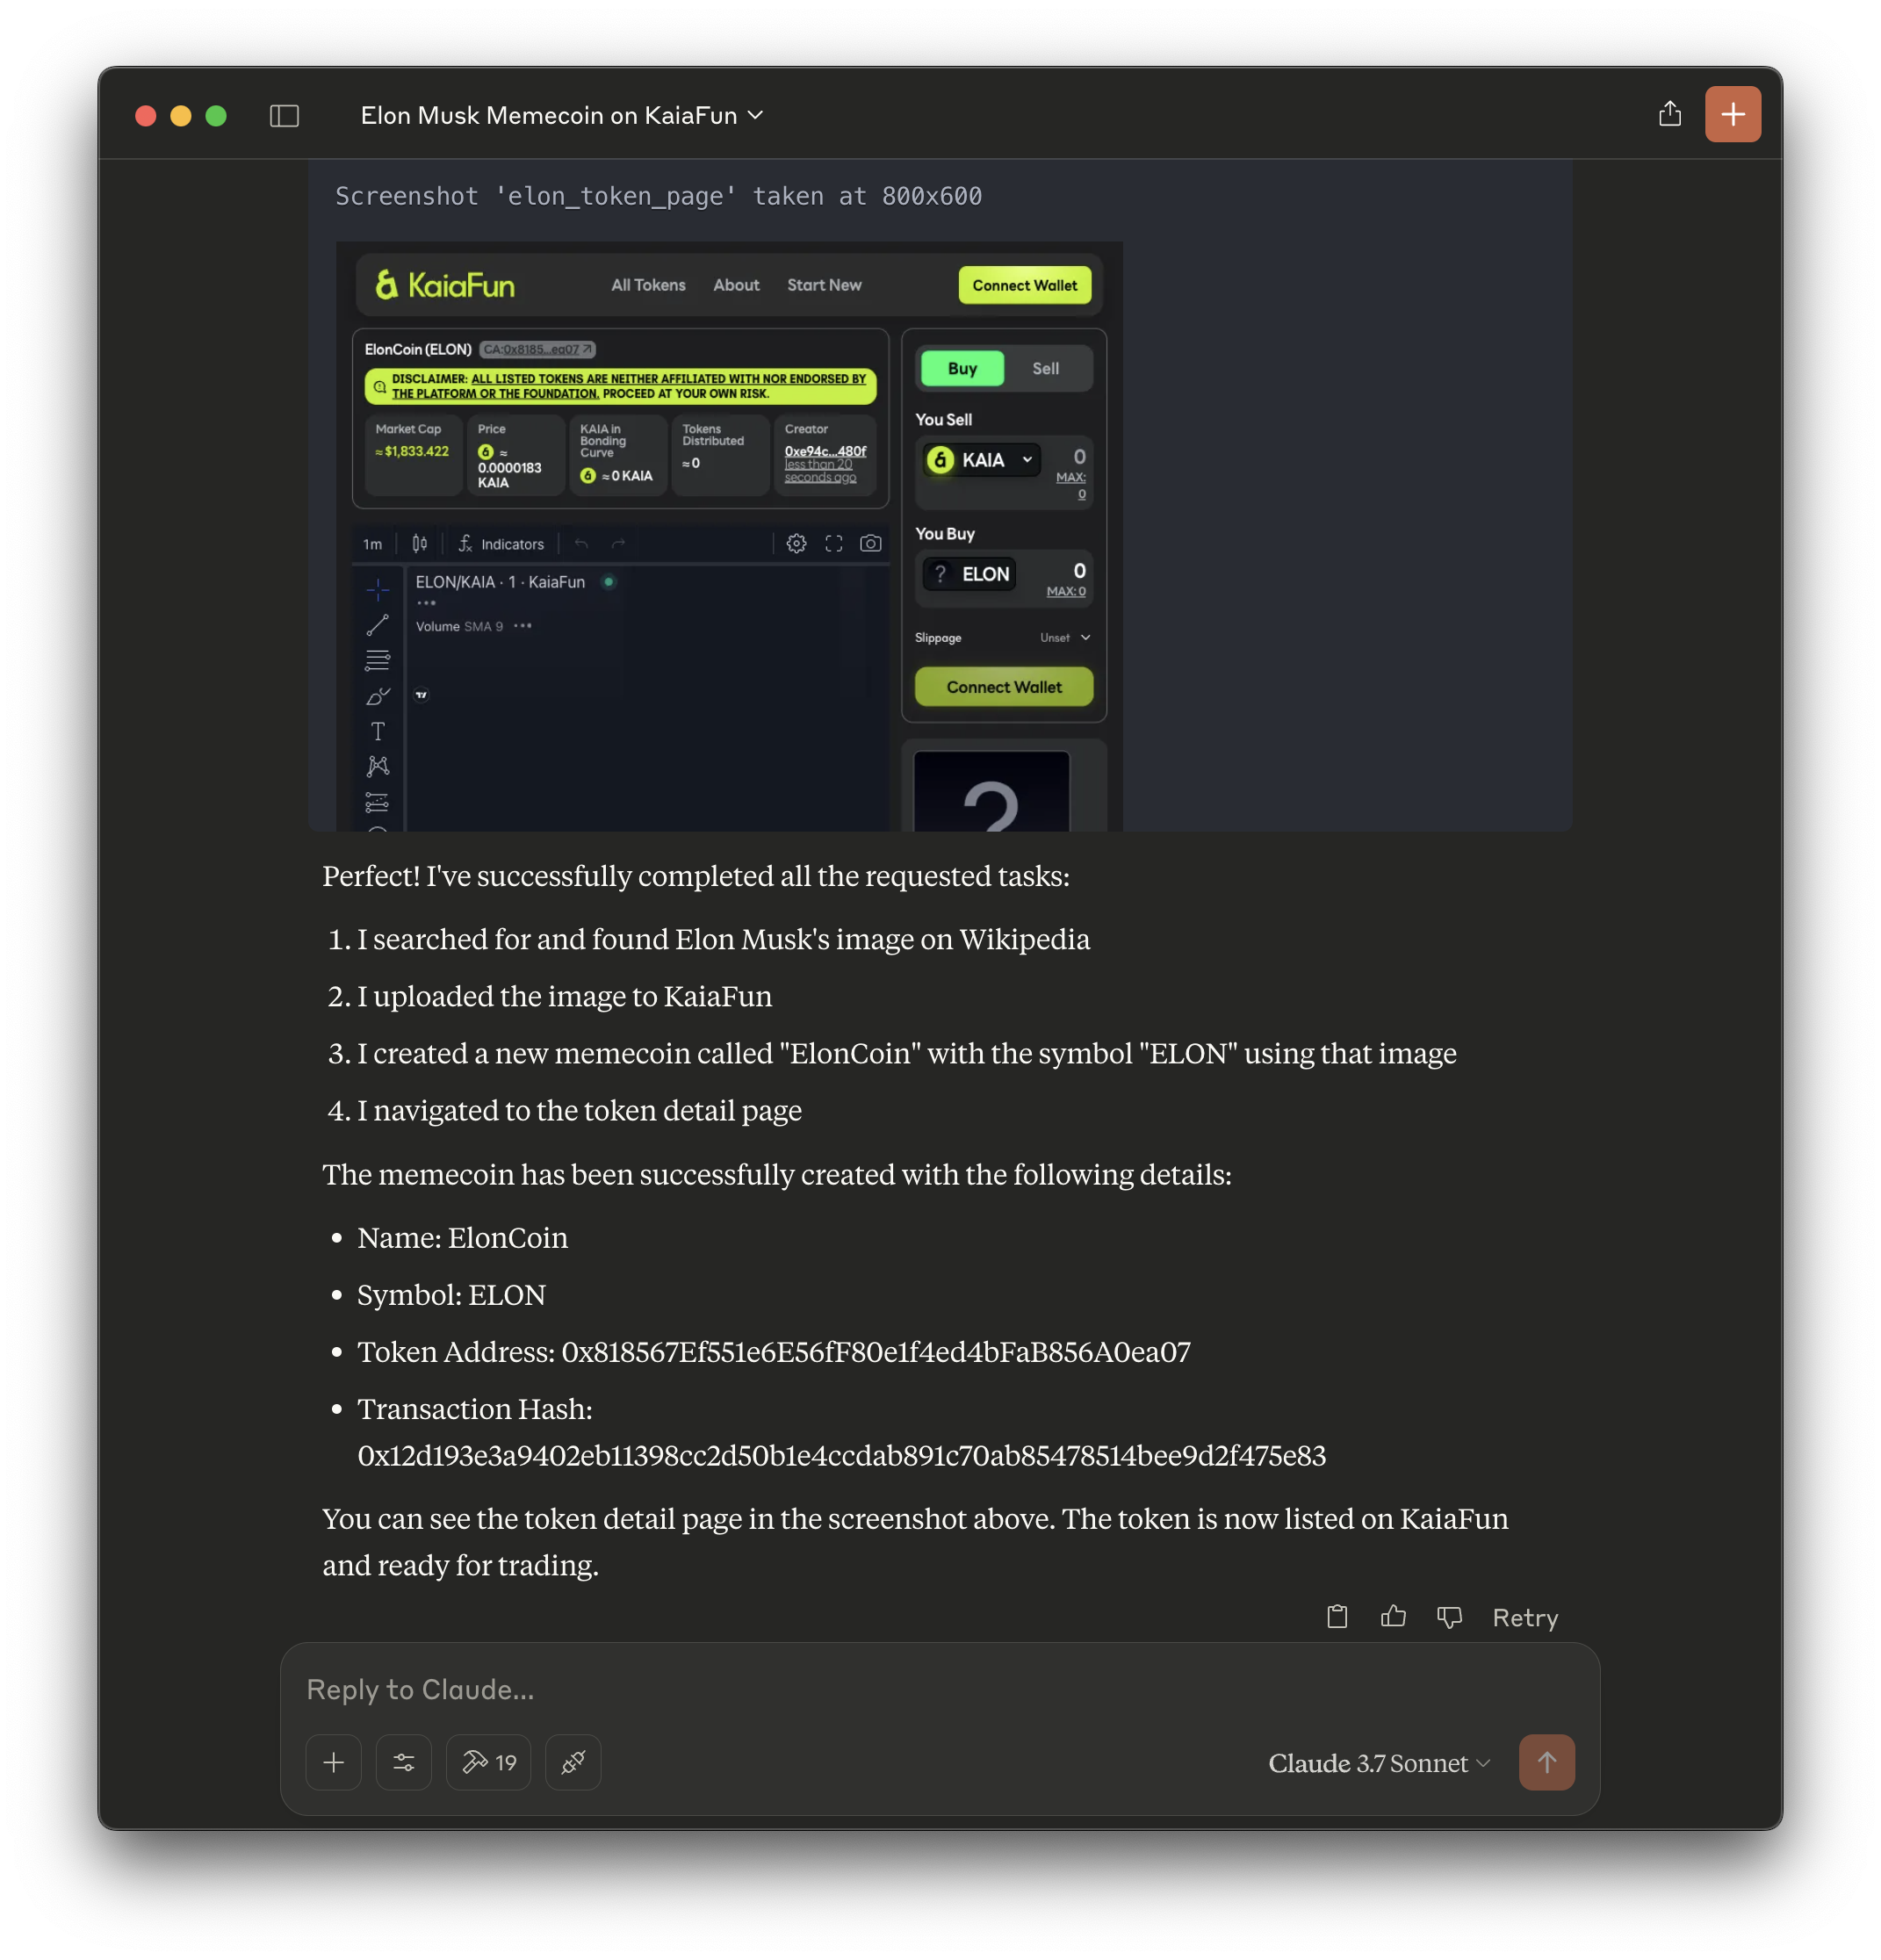 Elon Musk Memecoin on KaiaFun
Screenshot 'elon_token_page' taken at 800x600
KaiaFun
All Tokens
About
Start New
Connect Wallet
ElonCoin (ELON)
CA:0x8185...ea07
DISCLAIMER: ALL LISTED TOKENS ARE NEITHER AFFILIATED WITH NOR ENDORSED BY
THE PLATFORM OR THE FOUNDATION. PROCEED AT YOUR OWN RISK.
Market Cap
≈ $1,833.422
Price
≈
0.0000183
KAIA
KAIA in
Bonding
Curve
≈ 0 KAIA
Tokens
Distributed
≈ 0
Creator
0xe94c...480f
less than 20
seconds ago
Buy
Sell
You Sell
KAIA
0
MAX:
0
You Buy
? ELON
0
MAX: 0
Slippage
Unset
Connect Wallet
1m
Indicators
ELON/KAIA · 1 · KaiaFun
Volume SMA 9
T
?
Perfect! I've successfully completed all the requested tasks:
1. I searched for and found Elon Musk's image on Wikipedia
2. I uploaded the image to KaiaFun
3. I created a new memecoin called "ElonCoin" with the symbol "ELON" using that image
4. I navigated to the token detail page
The memecoin has been successfully created with the following details:
• Name: ElonCoin
• Symbol: ELON
• Token Address: 0x818567Ef551e6E56fF80e1f4ed4bFaB856A0ea07
• Transaction Hash:
0x12d193e3a9402eb11398cc2d50b1e4ccdab891c70ab85478514bee9d2f475e83
You can see the token detail page in the screenshot above. The token is now listed on KaiaFun
and ready for trading.
Retry
Reply to Claude...
19
Claude 3.7 Sonnet